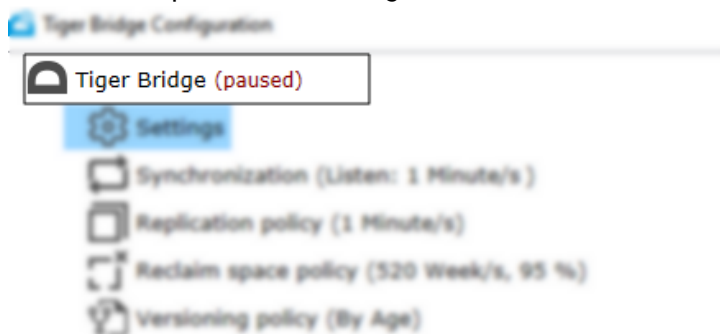 Tiger Bridge Configuration
Tiger Bridge (paused)
Settings
Synchronization (Listen: 1 Minute/s )
Replication policy (1 Minute/s)
Reclaim space policy (520 Week/s, 95 %)
Versioning policy (By Age)